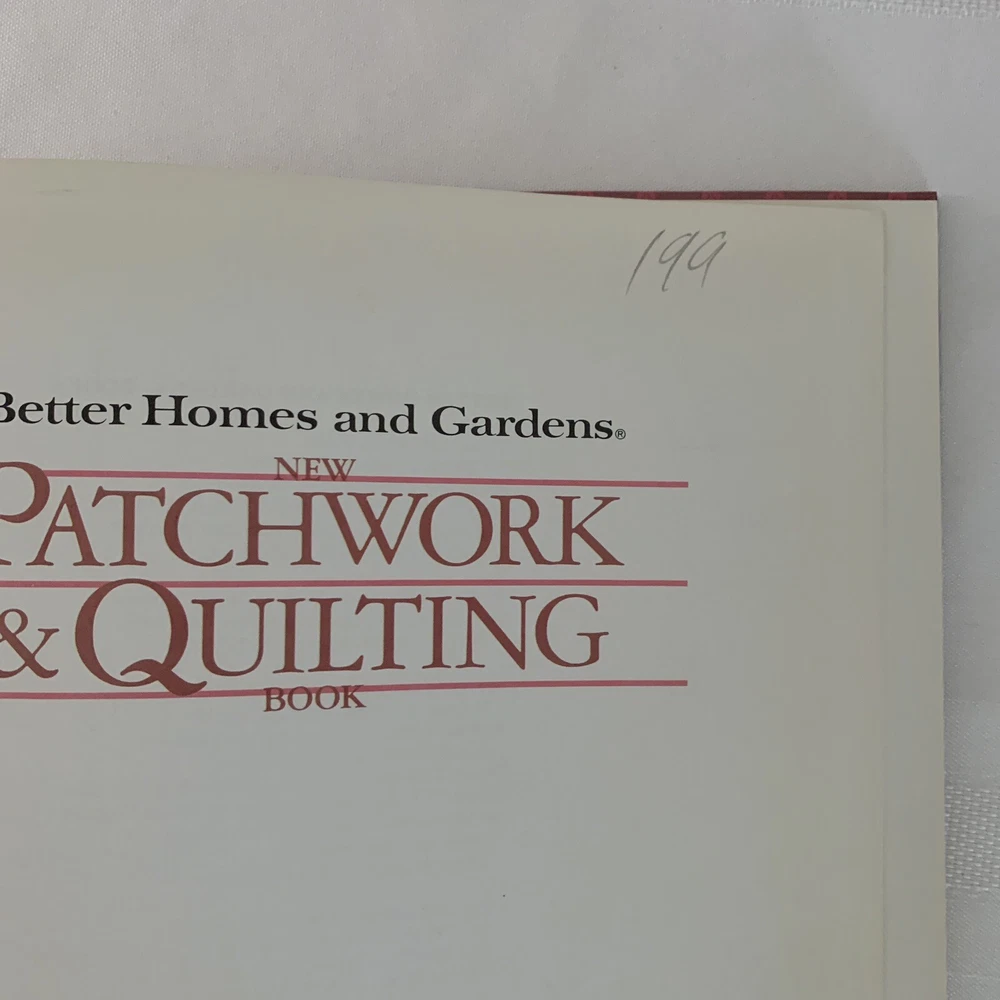 199
Better Homes and Gardens®
NEW
PATCHWORK
& QUILTING
BOOK